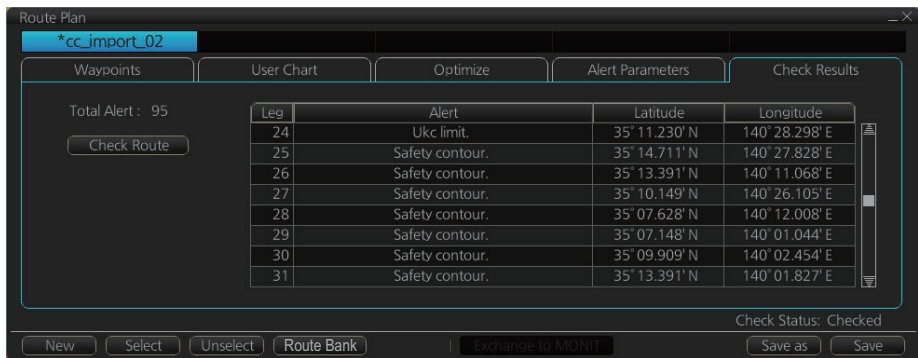 Route Plan
*cc_import_02
Waypoints User Chart Optimize Alert Parameters Check Results
Total Alert : 95
Check Route
Leg Alert Latitude Longitude
24 Ukc limit. 35° 11.230' N 140° 28.298' E
25 Safety contour. 35° 14.711' N 140° 27.828' E
26 Safety contour. 35° 13.391' N 140° 11.068' E
27 Safety contour. 35° 10.149' N 140° 26.105' E
28 Safety contour. 35° 07.628' N 140° 12.008' E
29 Safety contour. 35° 07.148' N 140° 01.044' E
30 Safety contour. 35° 09.909' N 140° 02.454' E
31 Safety contour. 35° 13.391' N 140° 01.827' E
Check Status: Checked
New Select Unselect Route Bank Exchange to MONIT Save as Save